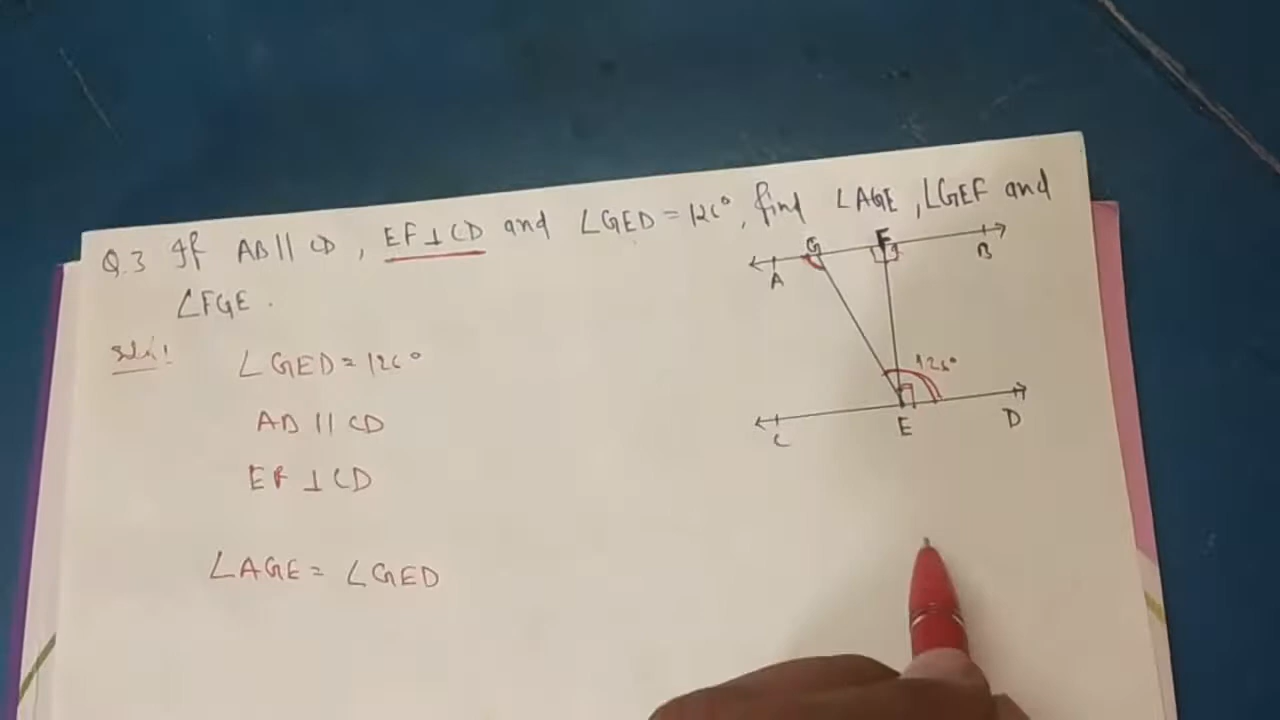 Q.3 If AB || CD, EF ⊥ CD and ∠GED = 126°, find ∠AGE, ∠GEF and
∠FGE.
Soln:
∠GED = 126°
AB || CD
EF ⊥ CD
∠AGE = ∠GED
A G F B
126°
C E D